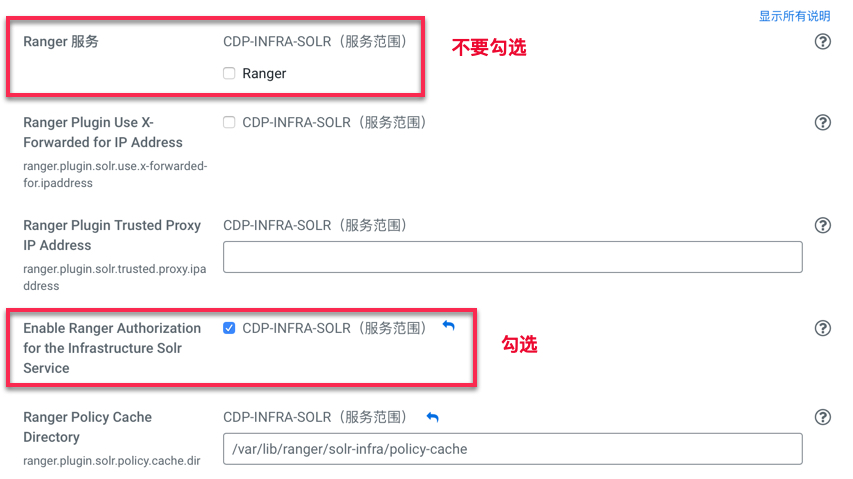 显示所有说明
Ranger 服务
CDP-INFRA-SOLR（服务范围）
不要勾选
Ranger
Ranger Plugin Use X-
Forwarded for IP Address
CDP-INFRA-SOLR（服务范围）
ranger.plugin.solr.use.x-forwarded-
for.ipaddress
Ranger Plugin Trusted Proxy
IP Address
CDP-INFRA-SOLR（服务范围）
ranger.plugin.solr.trusted.proxy.ipa
ddress
Enable Ranger Authorization
for the Infrastructure Solr
Service
CDP-INFRA-SOLR（服务范围）
勾选
Ranger Policy Cache
Directory
CDP-INFRA-SOLR（服务范围）
ranger.plugin.solr.policy.cache.dir
/var/lib/ranger/solr-infra/policy-cache